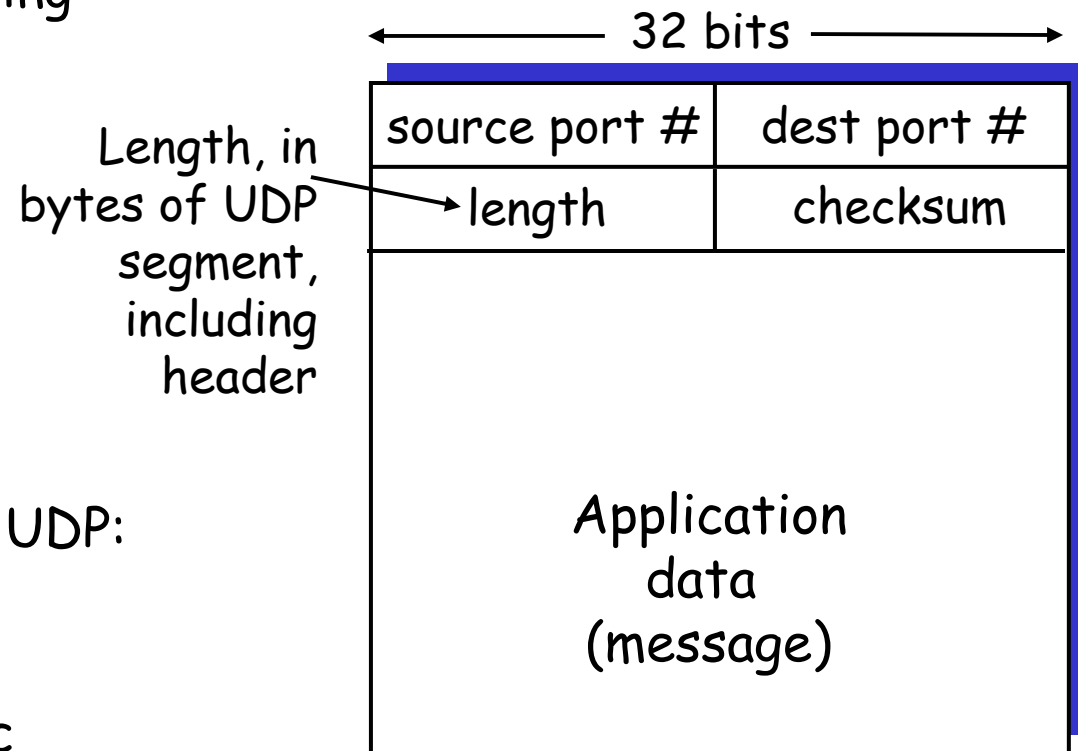 32 bits
source port # dest port #
Length, in
bytes of UDP
segment,
including
header
length checksum
UDP:
Application
data
(message)